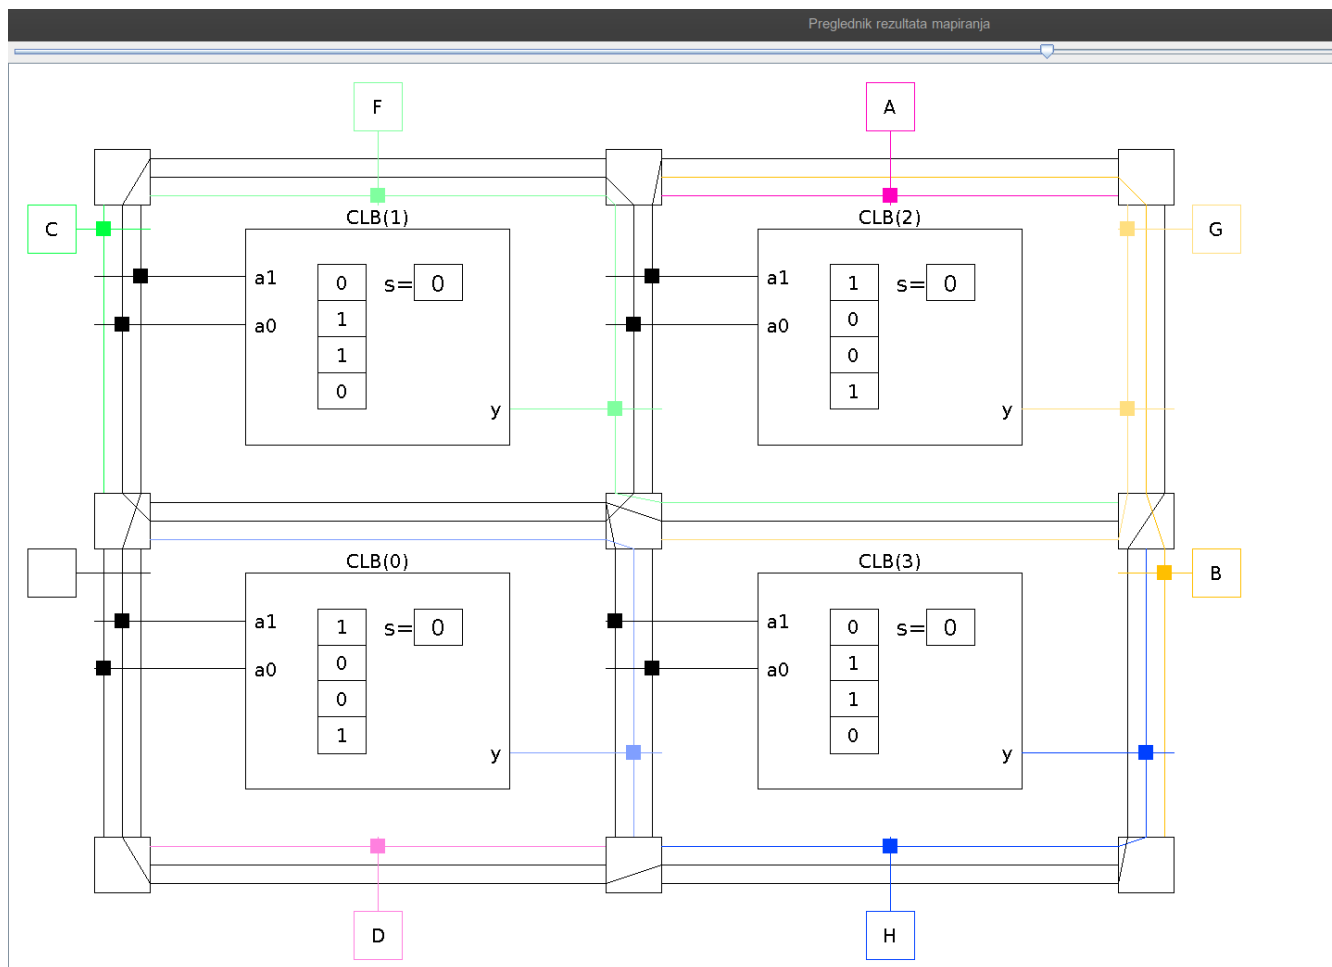 Preglednik rezultata mapiranja
F
A
CLB(1)
CLB(2)
C
G
a1
0
s= 0
a1
1
s= 0
1
0
a0
a0
1
0
0
1
y
y
CLB(0)
CLB(3)
B
a1
1
s= 0
a1
0
s= 0
0
1
a0
a0
0
1
1
0
y
y
D
H